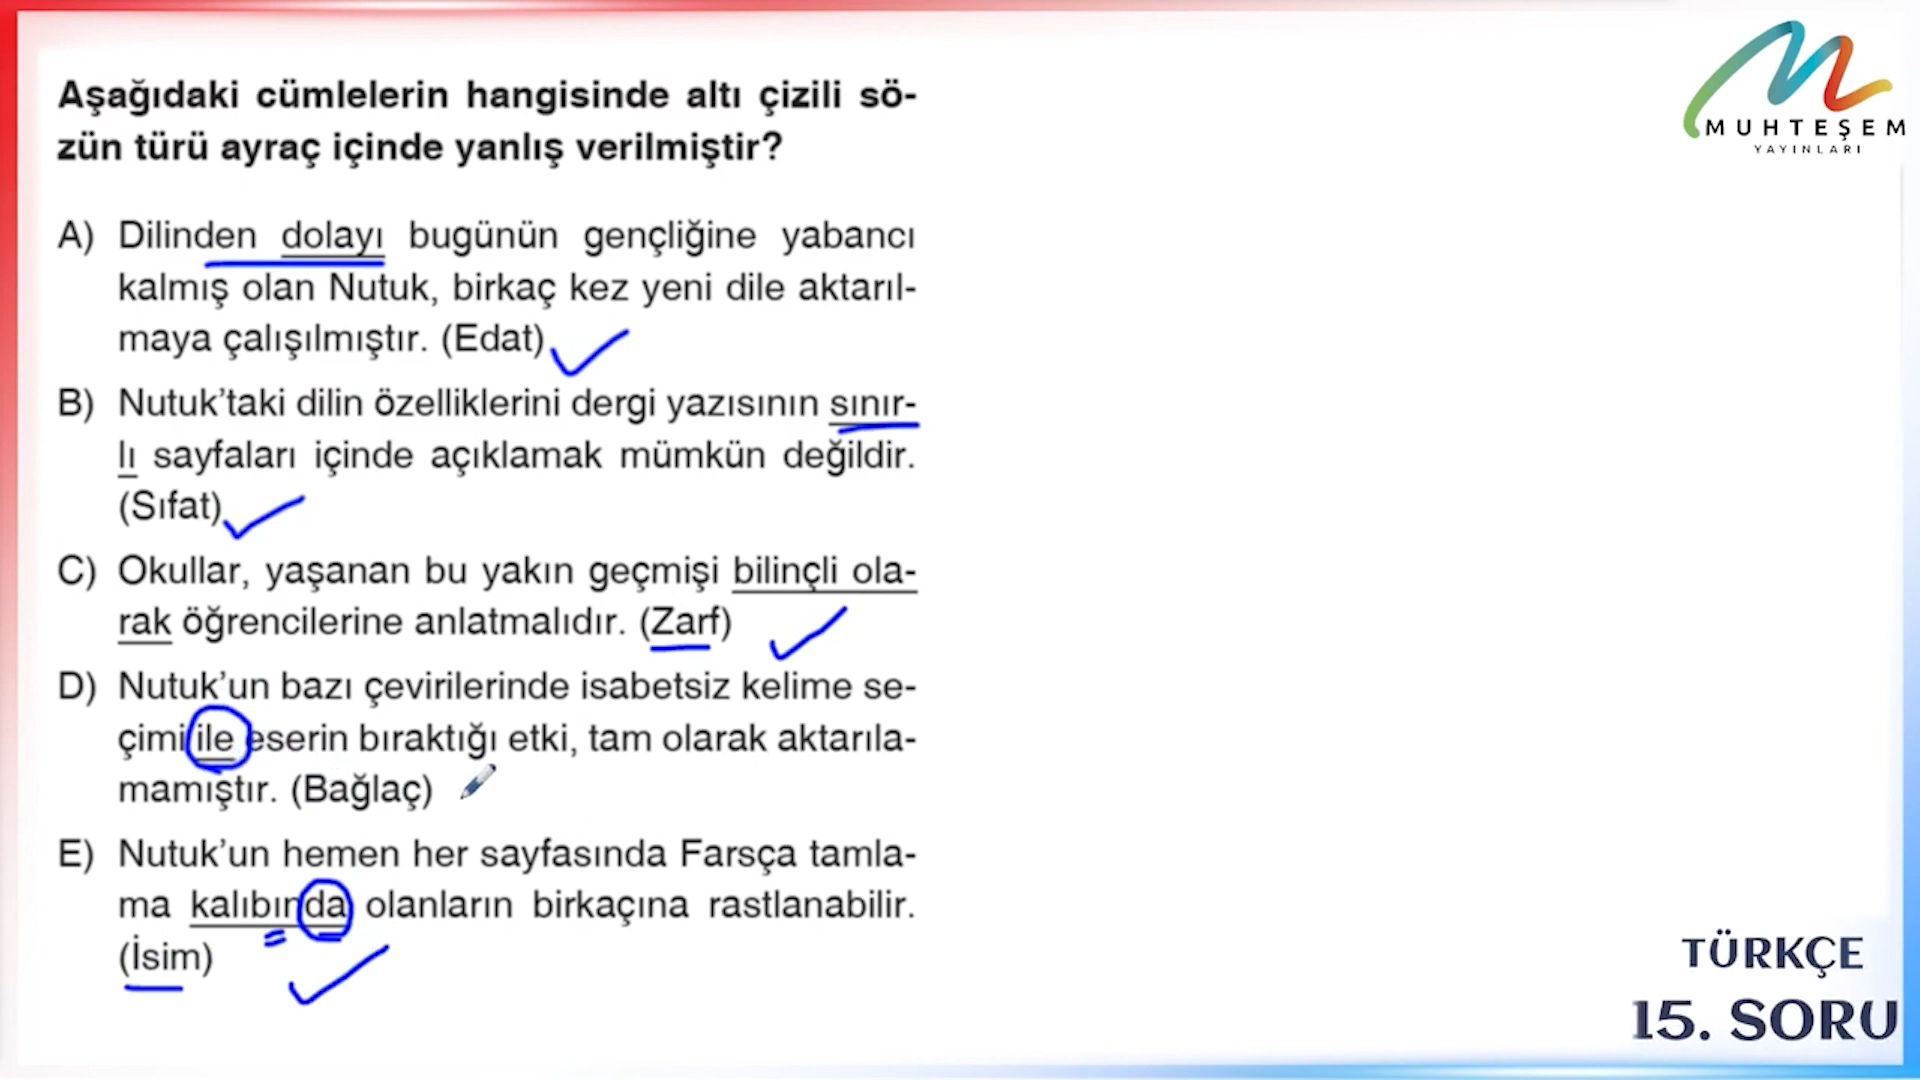 Aşağıdaki cümlelerin hangisinde altı çizili sö-
zün türü ayraç içinde yanlış verilmiştir?
A) Dilinden dolayı bugünün gençliğine yabancı
kalmış olan Nutuk, birkaç kez yeni dile aktarıl-
maya çalışılmıştır. (Edat)
B) Nutuk’taki dilin özelliklerini dergi yazısının sınır-
lı sayfaları içinde açıklamak mümkün değildir.
(Sıfat)
C) Okullar, yaşanan bu yakın geçmişi bilinçli ola-
rak öğrencilerine anlatmalıdır. (Zarf)
D) Nutuk’un bazı çevirilerinde isabetsiz kelime se-
çimi ile eserin bıraktığı etki, tam olarak aktarıla-
mamıştır. (Bağlaç)
E) Nutuk’un hemen her sayfasında Farsça tamla-
ma kalıbında olanların birkaçına rastlanabilir.
(İsim)
MUHTEŞEM
YAYINLARI
TÜRKÇE
15. SORU